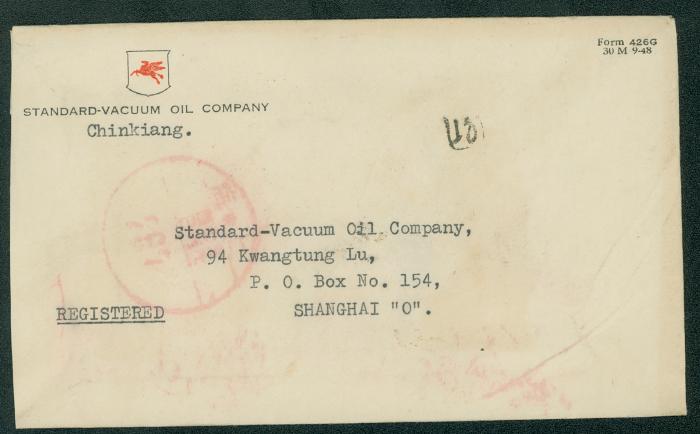 Form 426G
30 M 9-48
STANDARD-VACUUM OIL COMPANY
Chinkiang.
Standard-Vacuum Oil Company,
94 Kwangtung Lu,
P. O. Box No. 154,
SHANGHAI "O".
REGISTERED